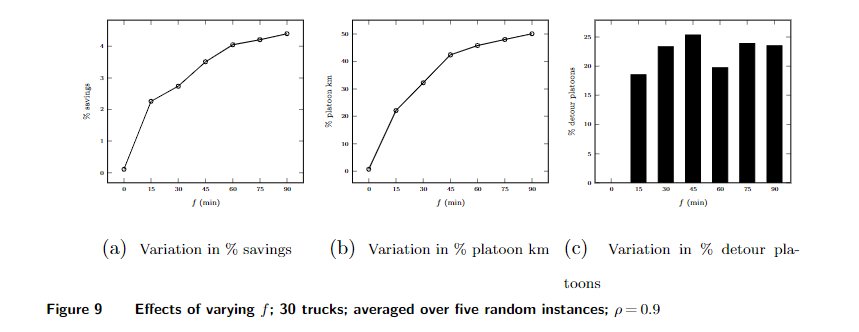 4
3
2
1
0
% savings
0 15 30 45 60 75 90
f (min)
50
40
30
20
10
0
% platoon km
0 15 30 45 60 75 90
f (min)
25
20
15
10
5
0
% detour platoons
0 15 30 45 60 75 90
f (min)
(a) Variation in % savings
(b) Variation in % platoon km
(c) Variation in % detour pla-
toons
Figure 9 Effects of varying f; 30 trucks; averaged over five random instances; ρ = 0.9